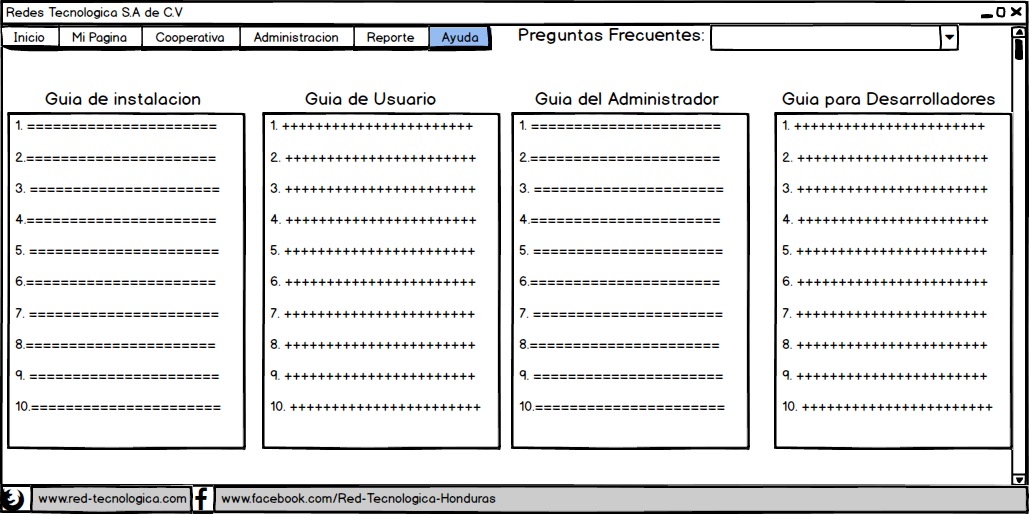 Redes Tecnologica S.A de C.V
Inicio Mi Pagina Cooperativa Administracion Reporte Ayuda Preguntas Frecuentes:
Guia de instalacion Guia de Usuario Guia del Administrador Guia para Desarrolladores
1. ====================== 1. ++++++++++++++++++++++ 1. ====================== 1. ++++++++++++++++++++++
2.====================== 2. ++++++++++++++++++++++ 2.====================== 2. ++++++++++++++++++++++
3. ====================== 3. ++++++++++++++++++++++ 3. ====================== 3. ++++++++++++++++++++++
4.====================== 4. ++++++++++++++++++++++ 4.====================== 4. ++++++++++++++++++++++
5. ====================== 5. ++++++++++++++++++++++ 5. ====================== 5. ++++++++++++++++++++++
6.====================== 6. ++++++++++++++++++++++ 6.====================== 6. ++++++++++++++++++++++
7. ====================== 7. ++++++++++++++++++++++ 7. ====================== 7. ++++++++++++++++++++++
8.====================== 8. ++++++++++++++++++++++ 8.====================== 8. ++++++++++++++++++++++
9. ====================== 9. ++++++++++++++++++++++ 9. ====================== 9. ++++++++++++++++++++++
10.====================== 10. ++++++++++++++++++++++ 10.====================== 10. ++++++++++++++++++++++
www.red-tecnologica.com www.facebook.com/Red-Tecnologica-Honduras